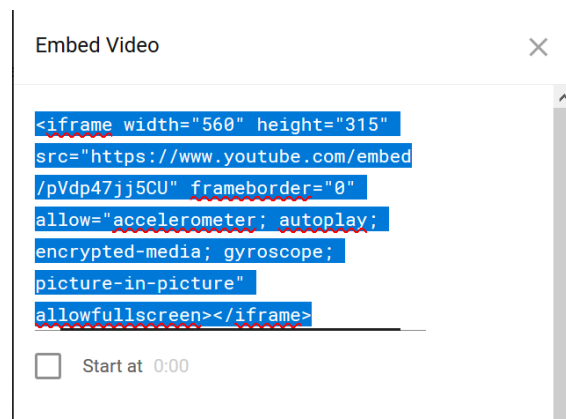 Embed Video
<iframe width="560" height="315"
src="https://www.youtube.com/embed
/pVdp47jj5CU" frameborder="0"
allow="accelerometer; autoplay;
encrypted-media; gyroscope;
picture-in-picture"
allowfullscreen></iframe>
Start at 0:00